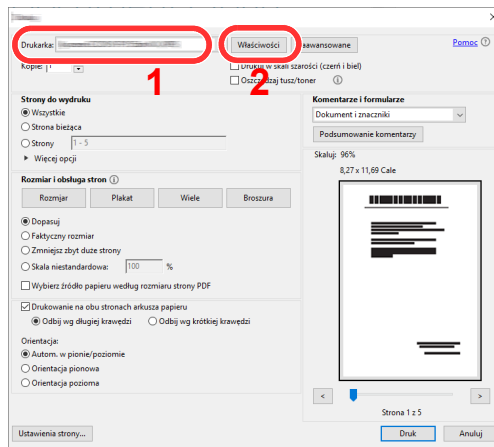 Drukarka:
Właściwości
aawansowane
Pomoc
Kopie: 1
Drukuj w skali szarości (czerń i biel)
Oszczędzaj tusz/toner
1
2
Strony do wydruku
Wszystkie
Strona bieżąca
Strony 1 - 5
Więcej opcji
Komentarze i formularze
Dokument i znaczniki
Podsumowanie komentarzy
Skaluj: 96%
8,27 x 11,69 Cale
Rozmiar i obsługa stron
Rozmjar Plakat Wiele Broszura
Dopasuj
Faktyczny rozmiar
Zmniejsz zbyt duże strony
Skala niestandardowa: 100 %
Wybierz źródło papieru według rozmiaru strony PDF
Drukowanie na obu stronach arkusza papieru
Odbij wg długiej krawędzi Odbij wg krótkiej krawędzi
Orientacja:
Autom. w pionie/poziomie
Orientacja pionowa
Orientacja pozioma
< >
Strona 1 z 5
Ustawienia strony...
Druk Anuluj